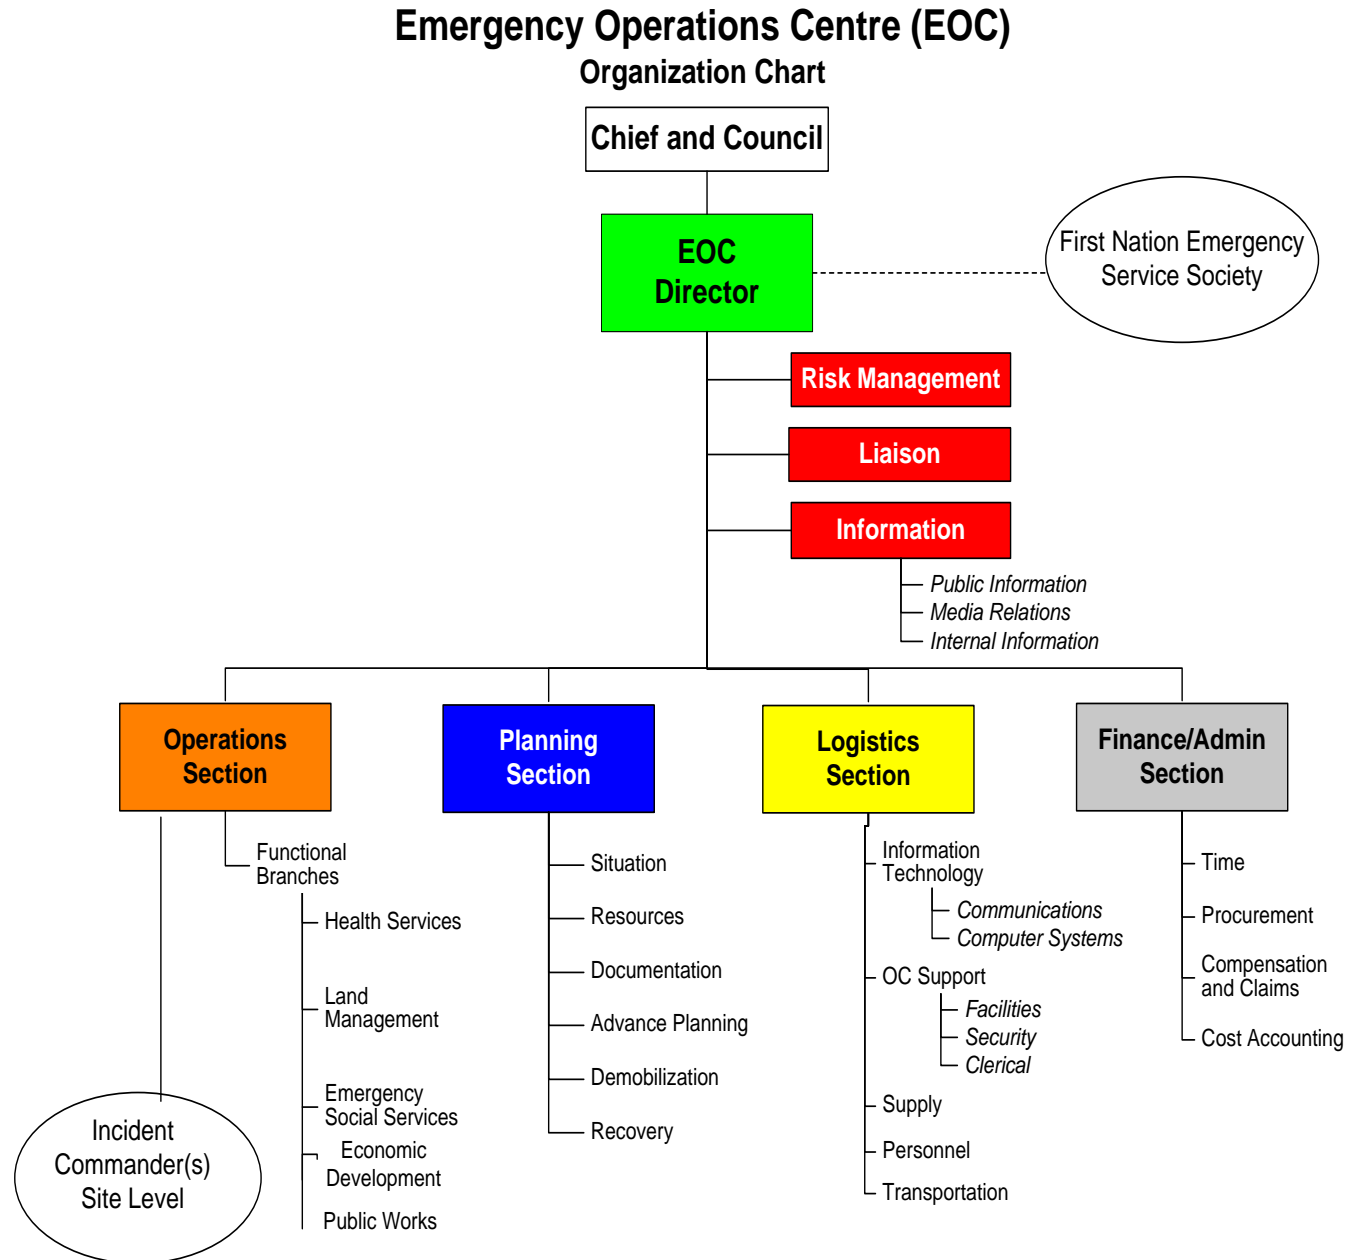 Emergency Operations Centre (EOC)
Organization Chart
Chief and Council
EOC
Director
First Nation Emergency
Service Society
Risk Management
Liaison
Information
Public Information
Media Relations
Internal Information
Operations
Section
Functional
Branches
Health Services
Land
Management
Emergency
Social Services
Economic
Development
Public Works
Incident
Commander(s)
Site Level
Planning
Section
Situation
Resources
Documentation
Advance Planning
Demobilization
Recovery
Logistics
Section
Information
Technology
Communications
Computer Systems
OC Support
Facilities
Security
Clerical
Supply
Personnel
Transportation
Finance/Admin
Section
Time
Procurement
Compensation
and Claims
Cost Accounting